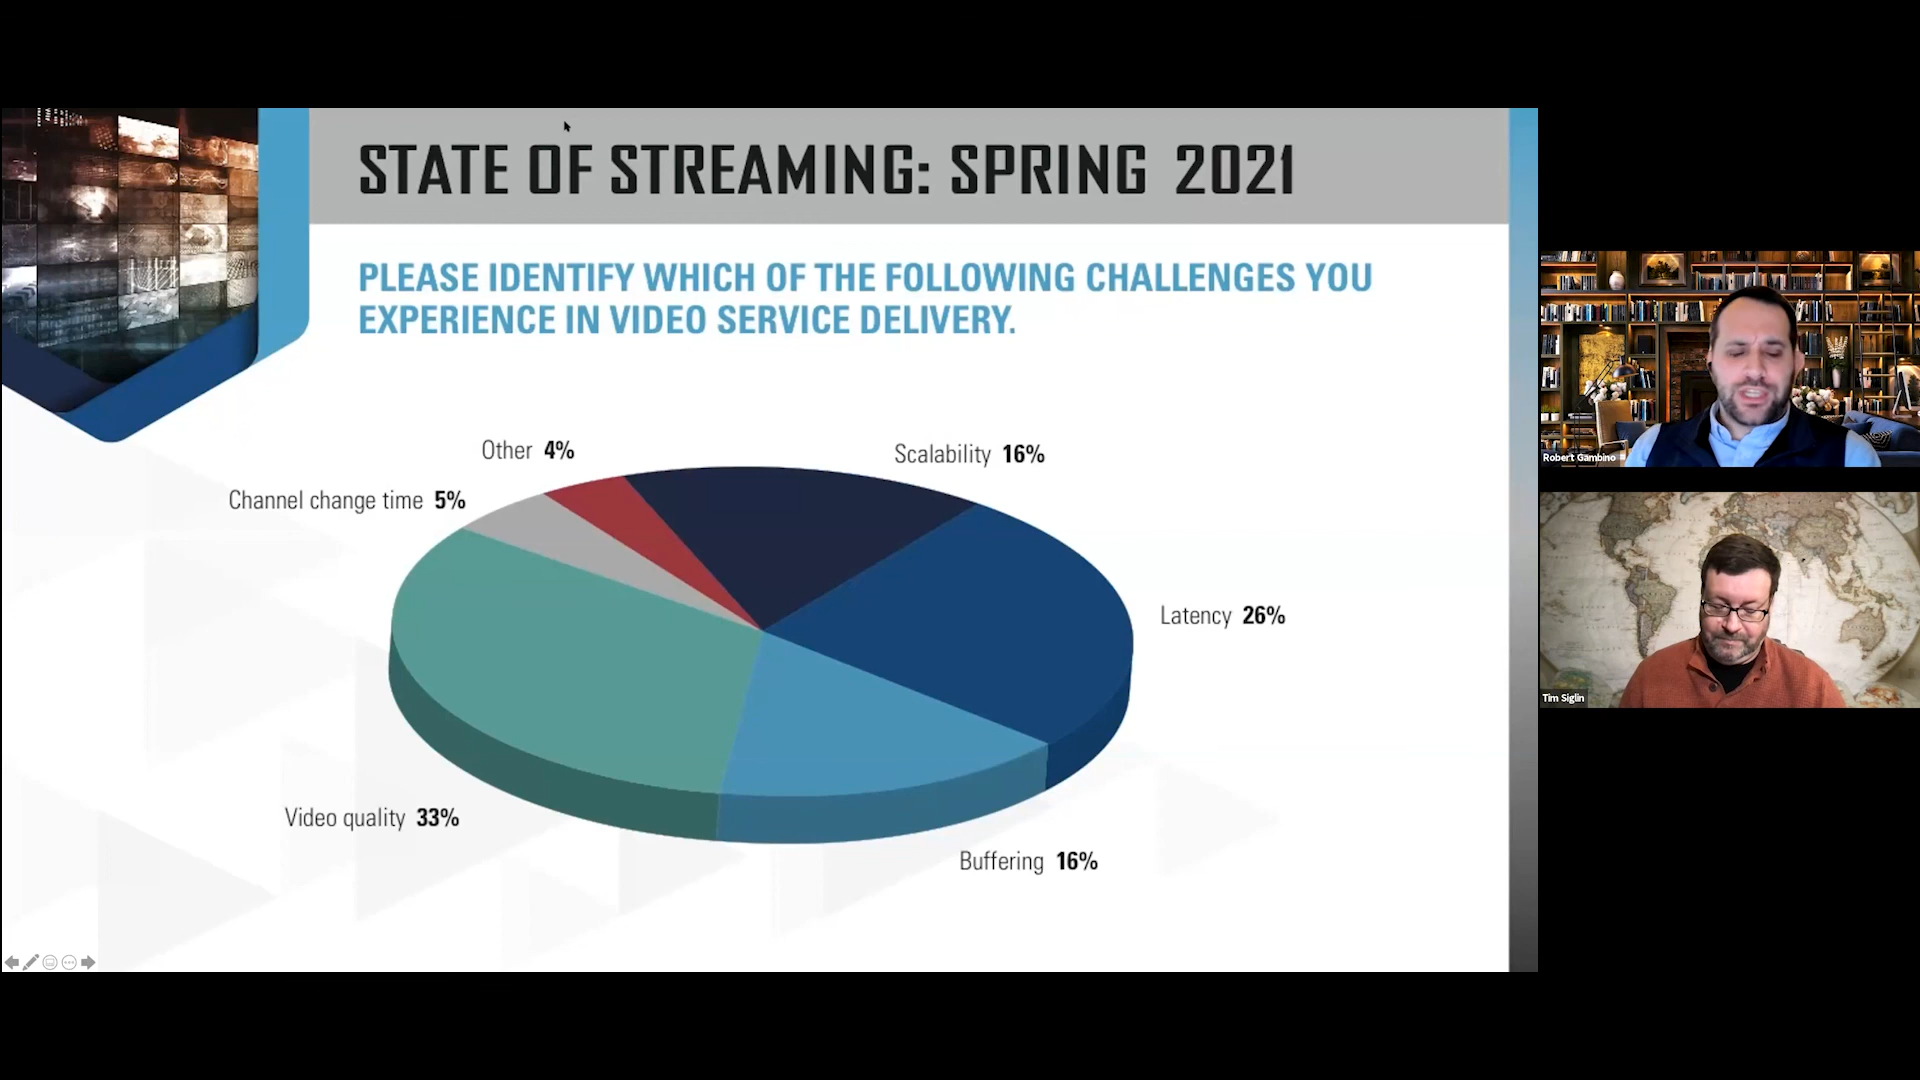 STATE OF STREAMING: SPRING 2021
PLEASE IDENTIFY WHICH OF THE FOLLOWING CHALLENGES YOU
EXPERIENCE IN VIDEO SERVICE DELIVERY.
Other 4%
Scalability 16%
Channel change time 5%
Latency 26%
Video quality 33%
Buffering 16%
Robert Gambino
Tim Siglin